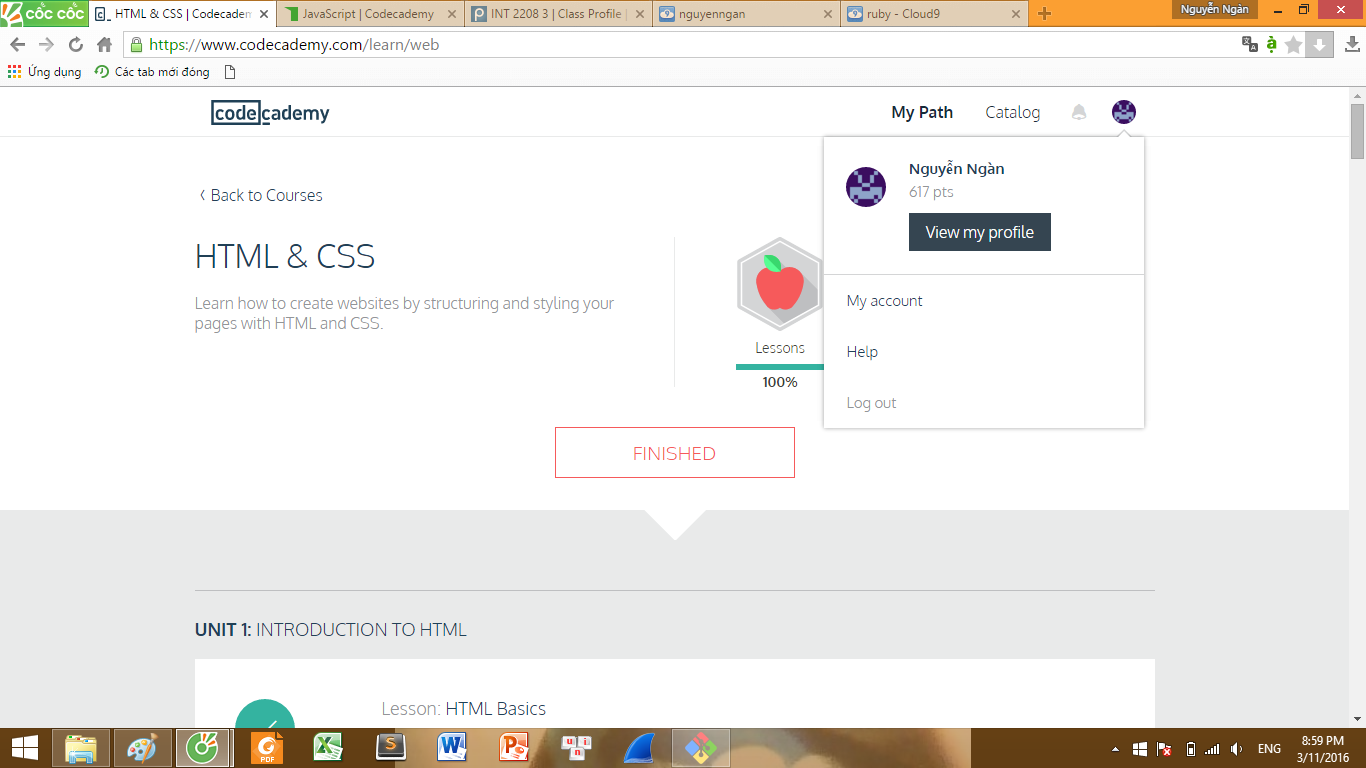 cốc cốc
HTML & CSS | Codecadem
JavaScript | Codecademy
INT 2208 3 | Class Profile |
nguyenngan
ruby - Cloud9
Nguyễn Ngàn
https://www.codecademy.com/learn/web
Ứng dụng
Các tab mới đóng
codecademy
My Path
Catalog
Nguyễn Ngàn
617 pts
View my profile
My account
Help
Log out
‹ Back to Courses
HTML & CSS
Learn how to create websites by structuring and styling your
pages with HTML and CSS.
Lessons
100%
FINISHED
UNIT 1: INTRODUCTION TO HTML
Lesson: HTML Basics
PDF
ENG
8:59 PM
3/11/2016